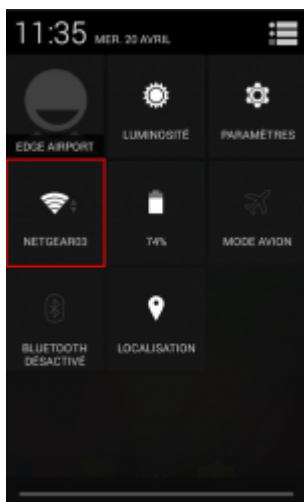 11:35 MER. 20 AVRIL
EDGE AIRPORT
LUMINOSITÉ
PARAMÈTRES
NETGEAR03
74%
MODE AVION
BLUETOOTH
DÉSACTIVÉ
LOCALISATION